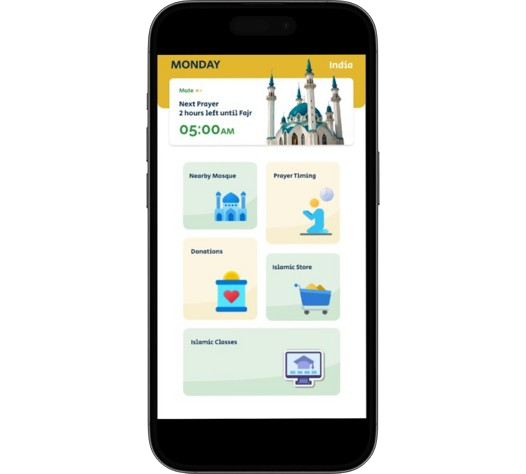 MONDAY
India
Mute
Next Prayer
2 hours left until Fajr
05:00AM
Nearby Mosque
Prayer Timing
Donations
Islamic Store
Islamic Classes